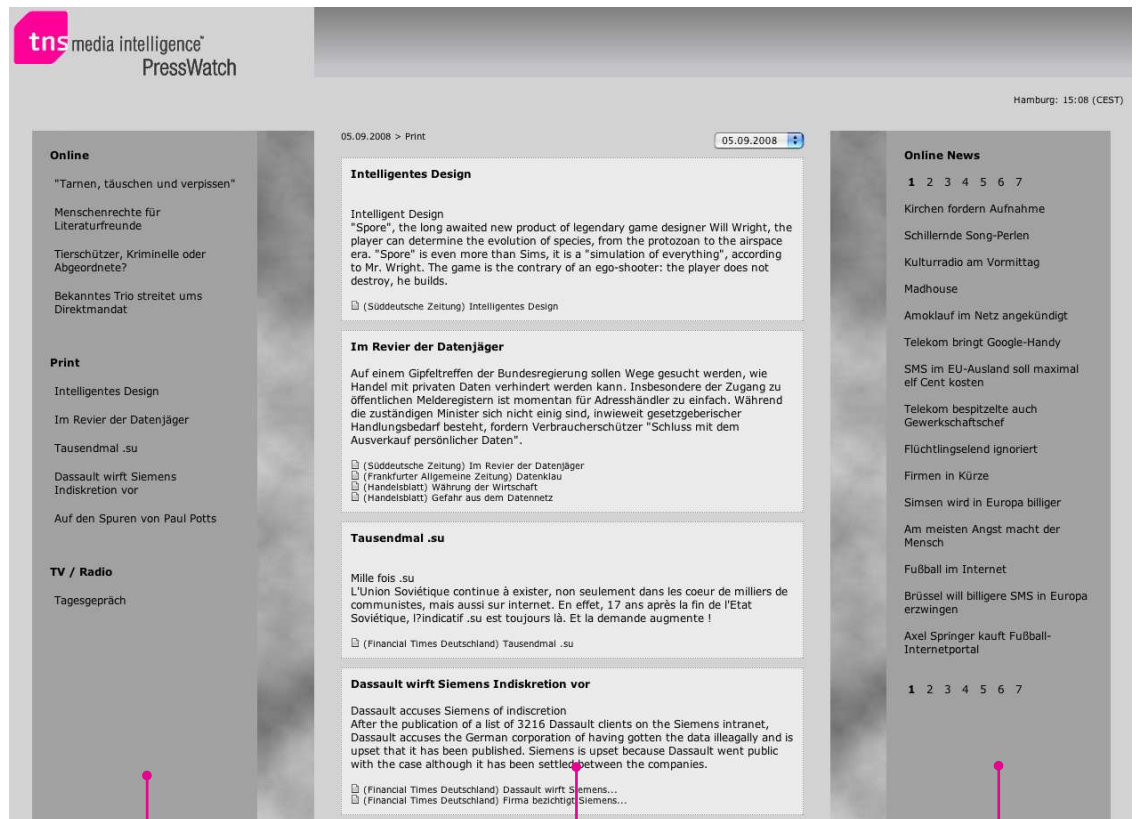 tns media intelligence™
PressWatch
Hamburg: 15:08 (CEST)
Online
"Tarnen, täuschen und verpissen"
Menschenrechte für
Literaturfreunde
Tierschützer, Kriminelle oder
Abgeordnete?
Bekanntes Trio streitet ums
Direktmandat
Print
Intelligentes Design
Im Revier der Datenjäger
Tausendmal .su
Dassault wirft Siemens
Indiskretion vor
Auf den Spuren von Paul Potts
TV / Radio
Tagesgepräch
05.09.2008 > Print
05.09.2008
Intelligentes Design
Intelligent Design
"Spore", the long awaited new product of legendary game designer Will Wright, the
player can determine the evolution of species, from the protozoan to the airspace
era. "Spore" is even more than Sims, it is a "simulation of everything", according
to Mr. Wright. The game is the contrary of an ego-shooter: the player does not
destroy, he builds.
(Süddeutsche Zeitung) Intelligentes Design
Im Revier der Datenjäger
Auf einem Gipfeltreffen der Bundesregierung sollen Wege gesucht werden, wie
Handel mit privaten Daten verhindert werden kann. Insbesondere der Zugang zu
öffentlichen Melderegistern ist momentan für Adresshändler zu einfach. Während
die zuständigen Minister sich nicht einig sind, inwieweit gesetzgeberischer
Handlungsbedarf besteht, fordern Verbraucherschützer "Schluss mit dem
Ausverkauf persönlicher Daten".
(Süddeutsche Zeitung) Im Revier der Datenjäger
(Frankfurter Allgemeine Zeitung) Datenklau
(Handelsblatt) Währung der Wirtschaft
(Handelsblatt) Gefahr aus dem Datennetz
Tausendmal .su
Mille fois .su
L'Union Soviétique continue à exister, non seulement dans les coeur de milliers de
communistes, mais aussi sur internet. En effet, 17 ans après la fin de l'Etat
Soviétique, l?indicatif .su est toujours là. Et la demande augmente !
(Financial Times Deutschland) Tausendmal .su
Dassault wirft Siemens Indiskretion vor
Dassault accuses Siemens of indiscretion
After the publication of a list of 3216 Dassault clients on the Siemens intranet,
Dassault accuses the German corporation of having gotten the data illeagally and is
upset that it has been published. Siemens is upset because Dassault went public
with the case although it has been settled between the companies.
(Financial Times Deutschland) Dassault wirft Siemens...
(Financial Times Deutschland) Firma bezichtigt Siemens...
Online News
1 2 3 4 5 6 7
Kirchen fordern Aufnahme
Schillernde Song-Perlen
Kulturradio am Vormittag
Madhouse
Amoklauf im Netz angekündigt
Telekom bringt Google-Handy
SMS im EU-Ausland soll maximal
elf Cent kosten
Telekom bespitzelte auch
Gewerkschaftschef
Flüchtlingselend ignoriert
Firmen in Kürze
Simsen wird in Europa billiger
Am meisten Angst macht der
Mensch
Fußball im Internet
Brüssel will billigere SMS in Europa
erzwingen
Axel Springer kauft Fußball-
Internetportal
1 2 3 4 5 6 7